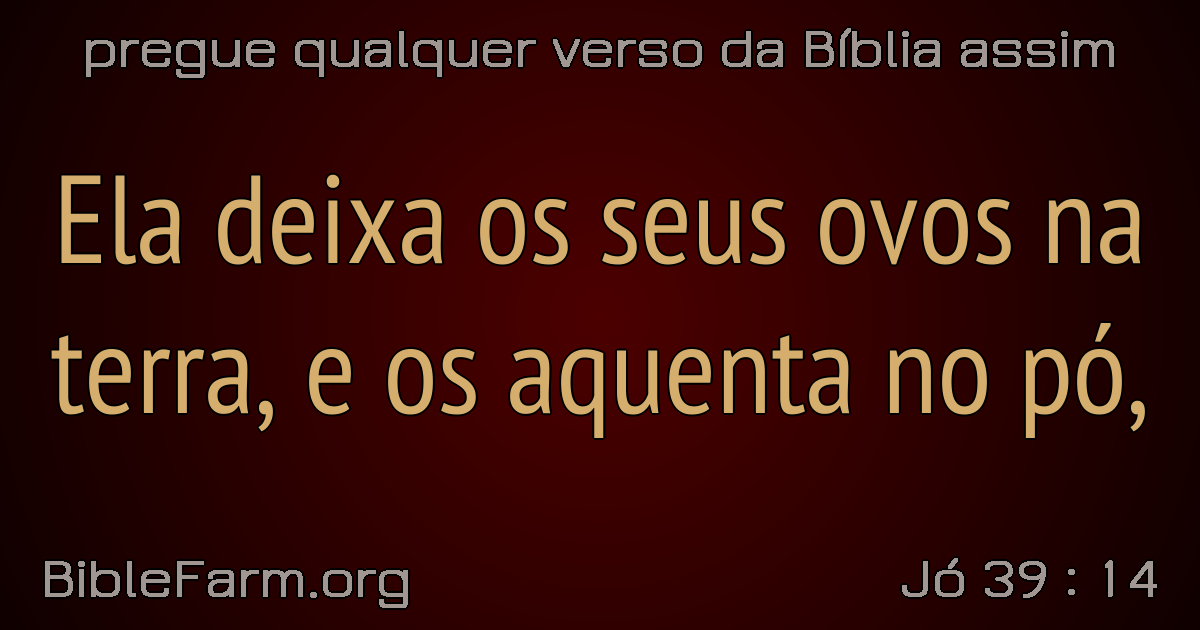 pregue qualquer verso da Bíblia assim
Ela deixa os seus ovos na
terra, e os aquenta no pó,
BibleFarm.org
Jó 39 : 14